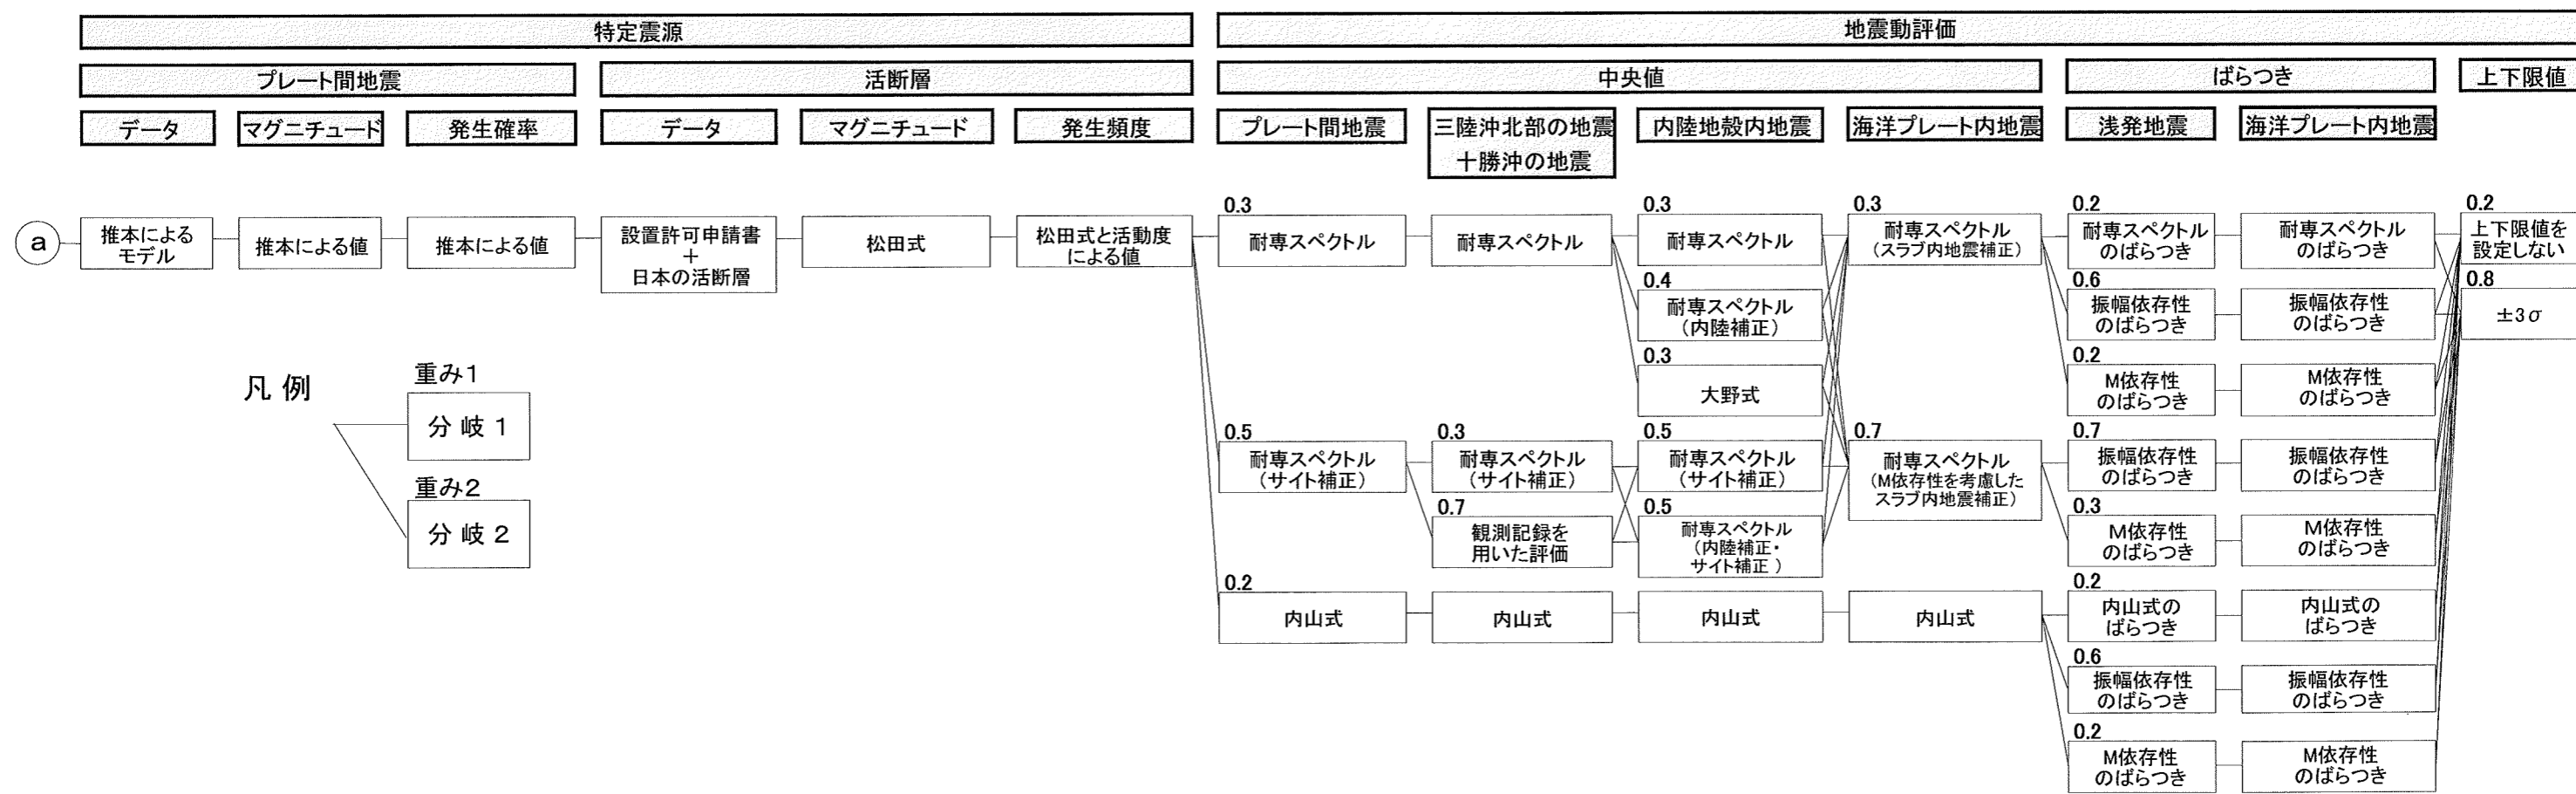 特定震源
地震動評価
プレート間地震
活断層
中央値
ばらつき
上下限値
データ
マグニチュード
発生確率
データ
マグニチュード
発生頻度
プレート間地震
三陸沖北部の地震
十勝沖の地震
内陸地殻内地震
海洋プレート内地震
浅発地震
海洋プレート内地震
a
推本による
モデル
推本による値
推本による値
設置許可申請書
+
日本の活断層
松田式
松田式と活動度
による値
0.3
耐専スペクトル
耐専スペクトル
0.3
耐専スペクトル
0.3
耐専スペクトル
(スラブ内地震補正)
0.2
耐専スペクトル
のばらつき
耐専スペクトル
のばらつき
0.2
上下限値を
設定しない
0.4
耐専スペクトル
(内陸補正)
0.6
振幅依存性
のばらつき
振幅依存性
のばらつき
0.8
±3σ
0.3
大野式
0.2
M依存性
のばらつき
M依存性
のばらつき
凡 例
重み1
分 岐 1
重み2
分 岐 2
0.5
耐専スペクトル
(サイト補正)
0.3
耐専スペクトル
(サイト補正)
0.5
耐専スペクトル
(サイト補正)
0.7
耐専スペクトル
(M依存性を考慮した
スラブ内地震補正)
0.7
振幅依存性
のばらつき
振幅依存性
のばらつき
0.7
観測記録を
用いた評価
0.5
耐専スペクトル
(内陸補正・
サイト補正 )
0.3
M依存性
のばらつき
M依存性
のばらつき
0.2
内山式
内山式
内山式
内山式
0.2
内山式の
ばらつき
内山式の
ばらつき
0.6
振幅依存性
のばらつき
振幅依存性
のばらつき
0.2
M依存性
のばらつき
M依存性
のばらつき